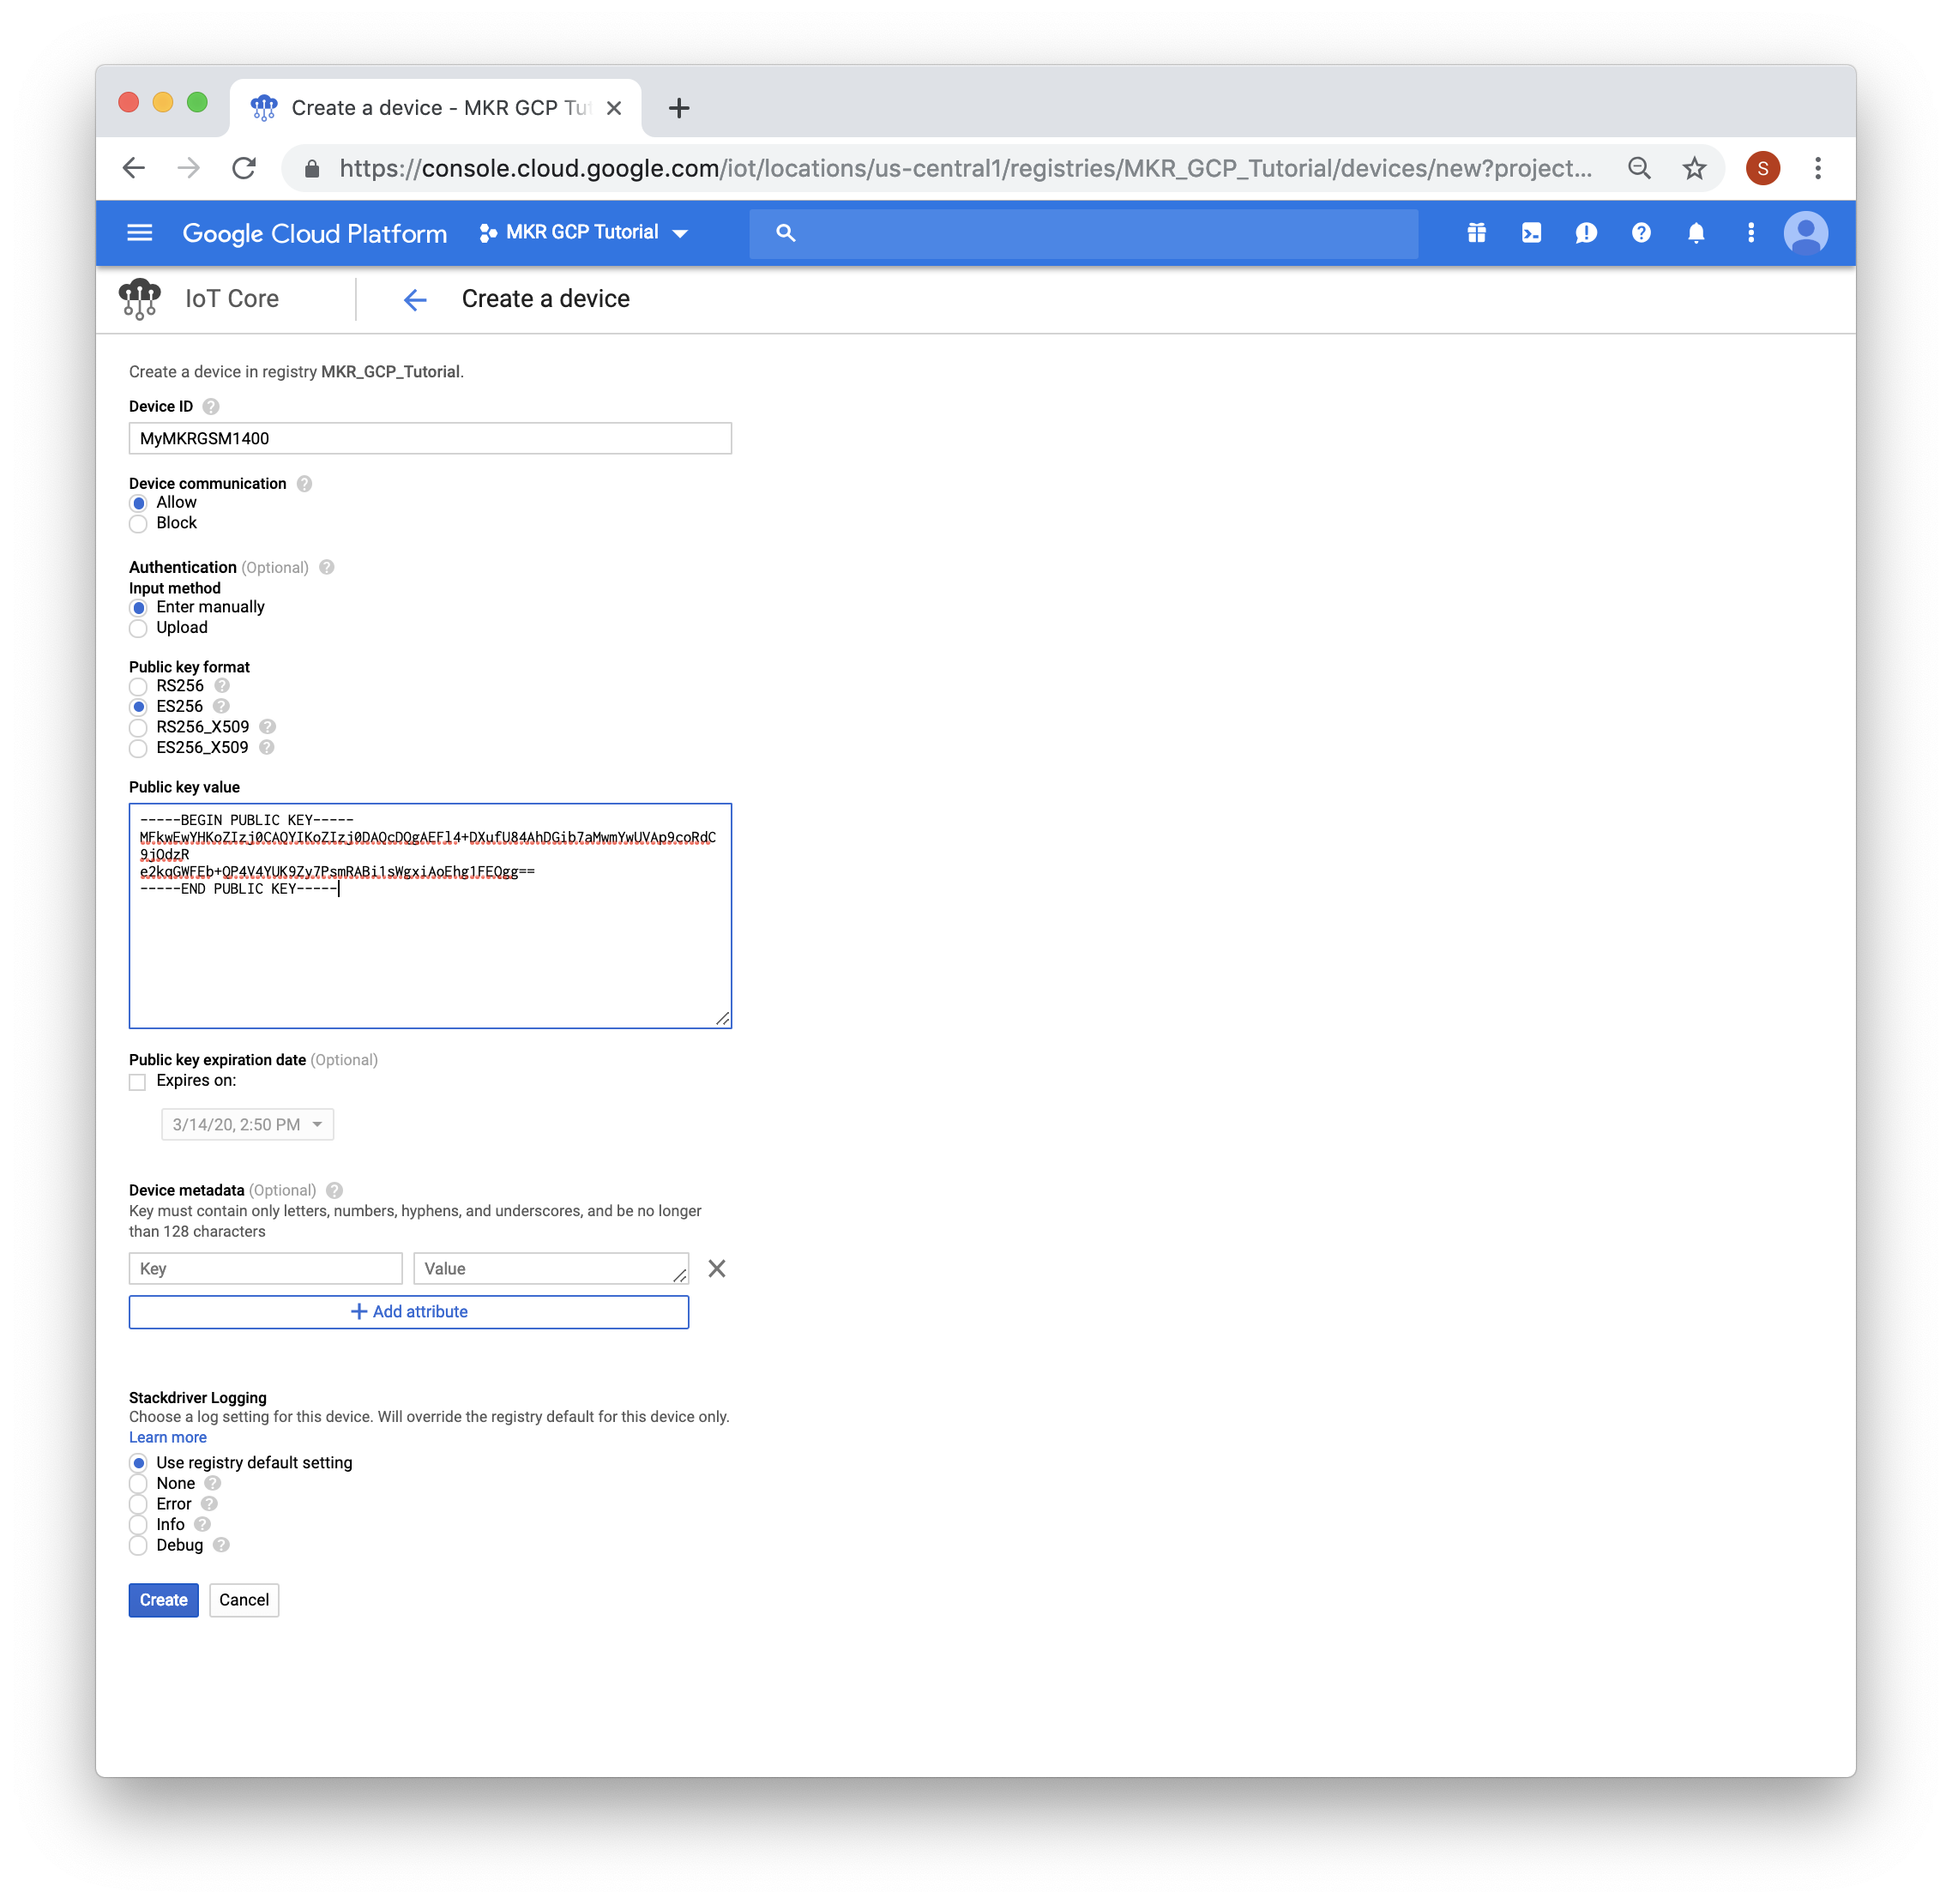 Create a device - MKR GCP Tut
https://console.cloud.google.com/iot/locations/us-central1/registries/MKR_GCP_Tutorial/devices/new?project...
S
Google Cloud Platform
MKR GCP Tutorial
IoT Core
Create a device
Create a device in registry MKR_GCP_Tutorial.
Device ID
MyMKRGSM1400
Device communication
Allow
Block
Authentication (Optional)
Input method
Enter manually
Upload
Public key format
RS256
ES256
RS256_X509
ES256_X509
Public key value
-----BEGIN PUBLIC KEY-----
MFkwEwYHKoZIzj0CAQYIKoZIzj0DAQcDQgAEFl4+DXufU84AhDGib7aMwmYwUVAp9coRdC
9jOdzR
e2kqGWFEb+QP4V4YUK9Zy7PsmRABi1sWgxiAoEhg1FEQgg==
-----END PUBLIC KEY-----
Public key expiration date (Optional)
Expires on:
3/14/20, 2:50 PM
Device metadata (Optional)
Key must contain only letters, numbers, hyphens, and underscores, and be no longer
than 128 characters
Key
Value
Add attribute
Stackdriver Logging
Choose a log setting for this device. Will override the registry default for this device only.
Learn more
Use registry default setting
None
Error
Info
Debug
Create
Cancel